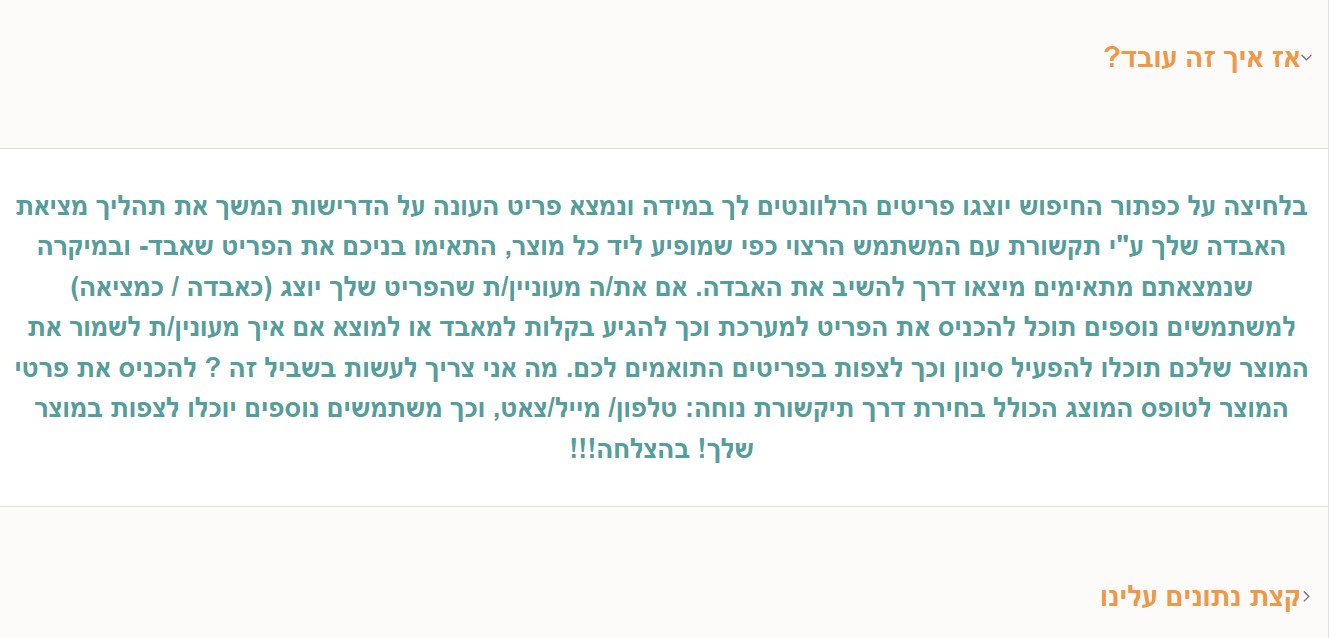 אז איך זה עובד?
בלחיצה על כפתור החיפוש יוצגו פריטים הרלוונטים לך במידה ונמצא פריט העונה על הדרישות המשך את תהליך מציאת
האבדה שלך ע"י תקשורת עם המשתמש הרצוי כפי שמופיע ליד כל מוצר, התאימו בניכם את הפריט שאבד- ובמיקרה
שנמצאתם מתאימים מיצאו דרך להשיב את האבדה. אם את/ה מעוניין/ת שהפריט שלך יוצג (כאבדה / כמציאה)
למשתמשים נוספים תוכל להכניס את הפריט למערכת וכך להגיע בקלות למאבד או למוצא אם איך מעונין/ת לשמור את
המוצר שלכם תוכלו להפעיל סינון וכך לצפות בפריטים התואמים לכם. מה אני צריך לעשות בשביל זה ? להכניס את פרטי
המוצר לטופס המוצג הכולל בחירת דרך תיקשורת נוחה: טלפון/ מייל/צאט, וכך משתמשים נוספים יוכלו לצפות במוצר
שלך! בהצלחה!!!
קצת נתונים עלינו